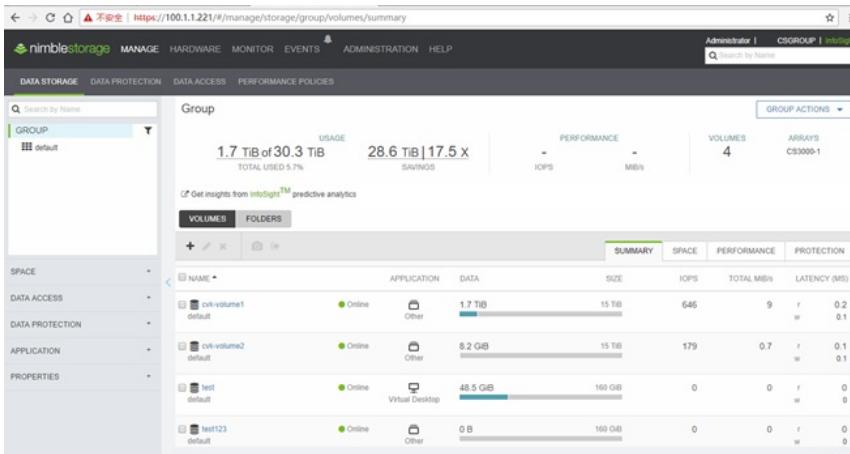 不安全 | https://100.1.1.221/#/manage/storage/group/volumes/summary
nimblestorage MANAGE HARDWARE MONITOR EVENTS ADMINISTRATION HELP
Administrator | CSGROUP | InfoSight
Search by Name
DATA STORAGE DATA PROTECTION DATA ACCESS PERFORMANCE POLICIES
Search by Name
GROUP
default
SPACE
DATA ACCESS
DATA PROTECTION
APPLICATION
PROPERTIES
Group
GROUP ACTIONS
USAGE PERFORMANCE VOLUMES ARRAYS
1.7 TiB of 30.3 TiB 28.6 TiB | 17.5 X - - 4 CS3000-1
TOTAL USED 5.7% SAVINGS IOPS MiB/s
Get insights from InfoSight™ predictive analytics
VOLUMES FOLDERS
SUMMARY SPACE PERFORMANCE PROTECTION
NAME APPLICATION DATA SIZE IOPS TOTAL MiB/s LATENCY (MS)
cvk-volume1 Online 1.7 TiB 15 TiB 646 9 r 0.2
default Other w 0.1
cvk-volume2 Online 8.2 GiB 15 TiB 179 0.7 r 0.1
default Other w 0.1
test Online 48.5 GiB 160 GiB 0 0 r 0
default Virtual Desktop w 0
test123 Online 0 B 160 GiB 0 0 r 0
default Other w 0